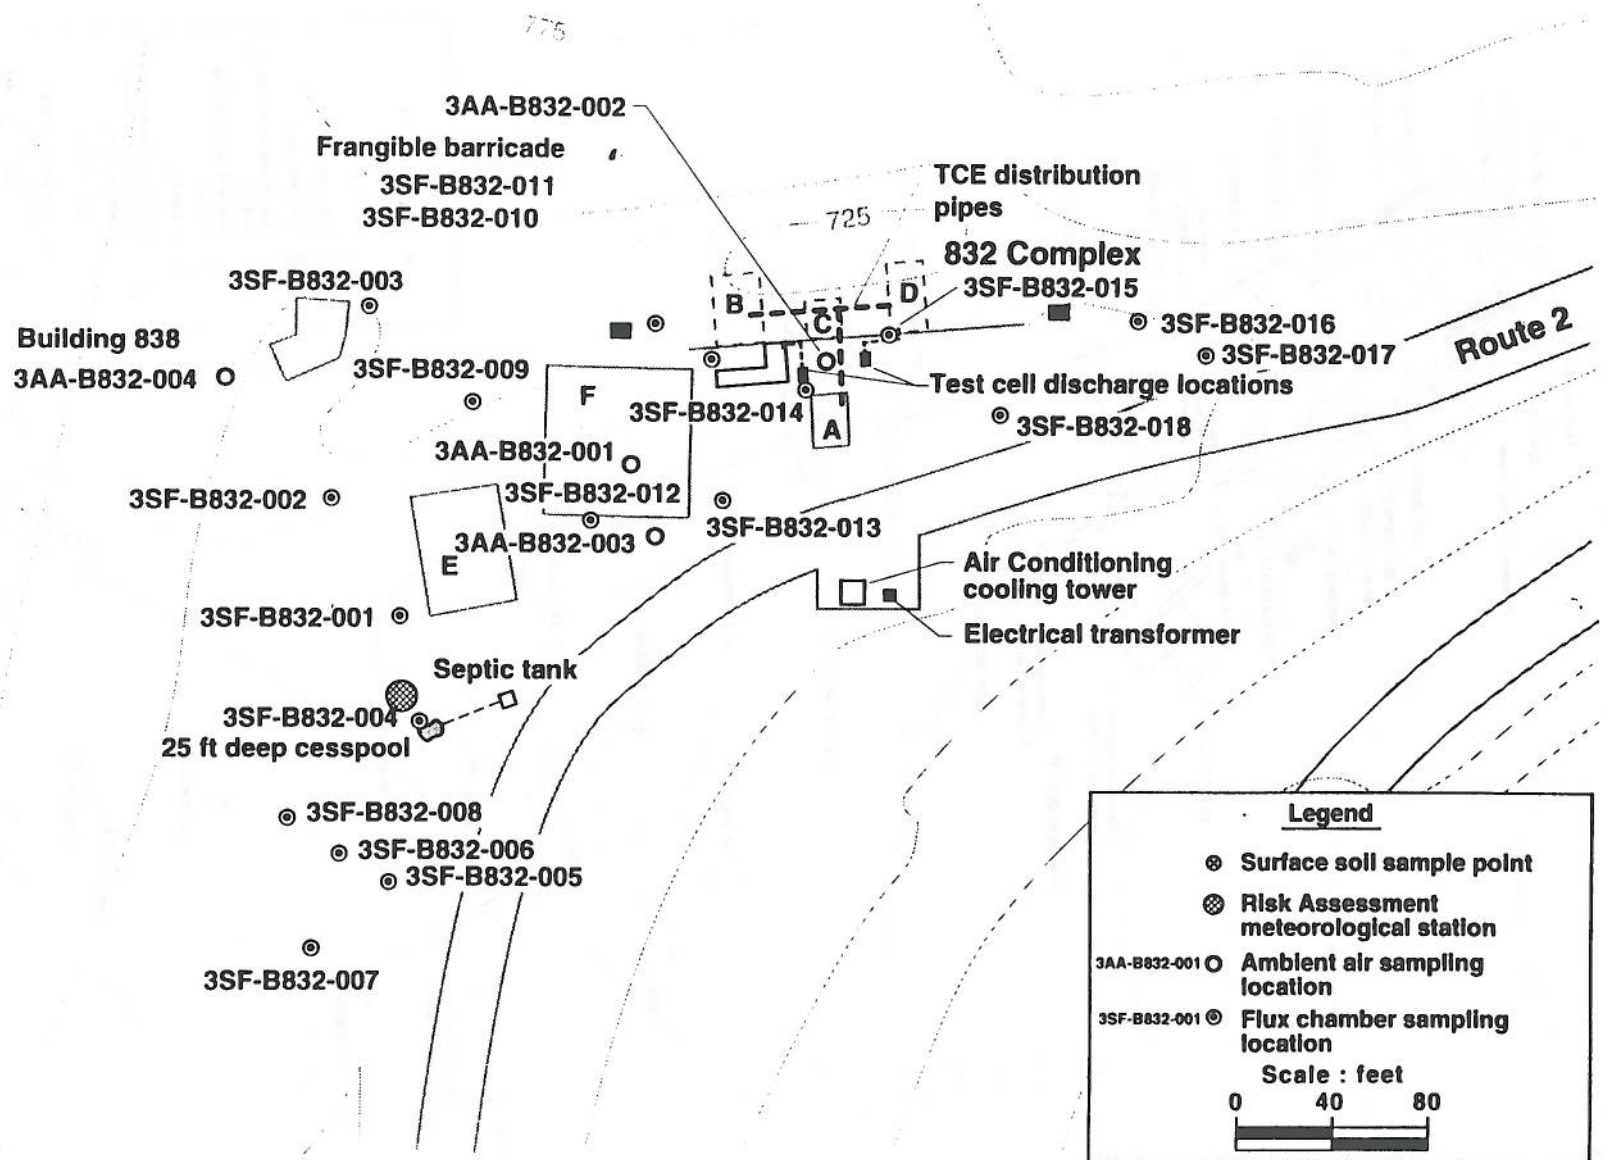 775
3AA-B832-002
Frangible barricade
3SF-B832-011
3SF-B832-010
TCE distribution
pipes
725
832 Complex
3SF-B832-003
B
D
3SF-B832-015
C
3SF-B832-016
Building 838
3AA-B832-004
3SF-B832-009
3SF-B832-017
Route 2
F
Test cell discharge locations
3SF-B832-014
A
3SF-B832-018
3AA-B832-001
3SF-B832-002
3SF-B832-012
3SF-B832-013
3AA-B832-003
E
Air Conditioning
cooling tower
3SF-B832-001
Electrical transformer
Septic tank
3SF-B832-004
25 ft deep cesspool
3SF-B832-008
3SF-B832-006
3SF-B832-005
3SF-B832-007
Legend
Surface soil sample point
Risk Assessment
meteorological station
3AA-B832-001 Ambient air sampling
location
3SF-B832-001 Flux chamber sampling
location
Scale : feet
0 40 80